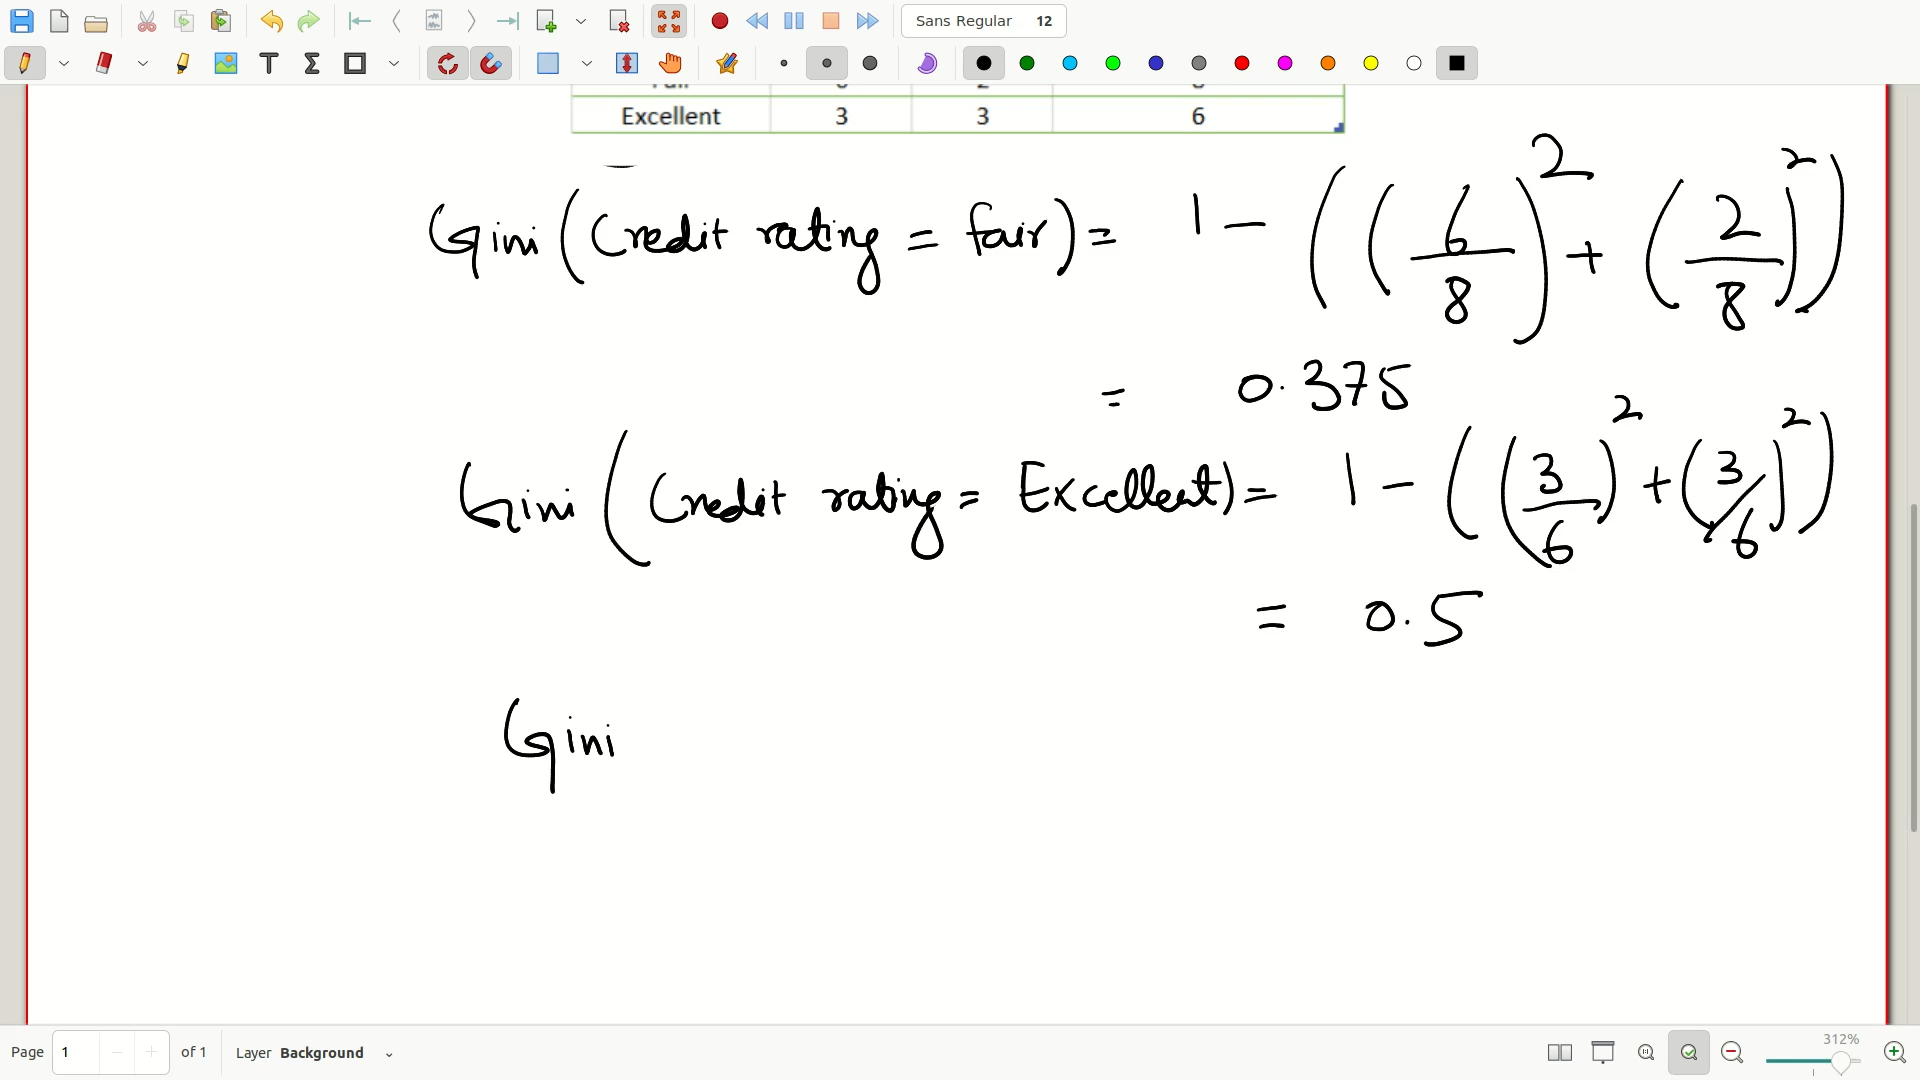 Sans Regular 12
Excellent 3 3 6
Gini (Credit rating = fair) = 1 - ((6/8)^2 + (2/8)^2)
= 0.375
Gini (Credit rating = Excellent) = 1 - ((3/6)^2 + (3/6)^2)
= 0.5
Gini
Page 1 of 1 Layer Background 312%